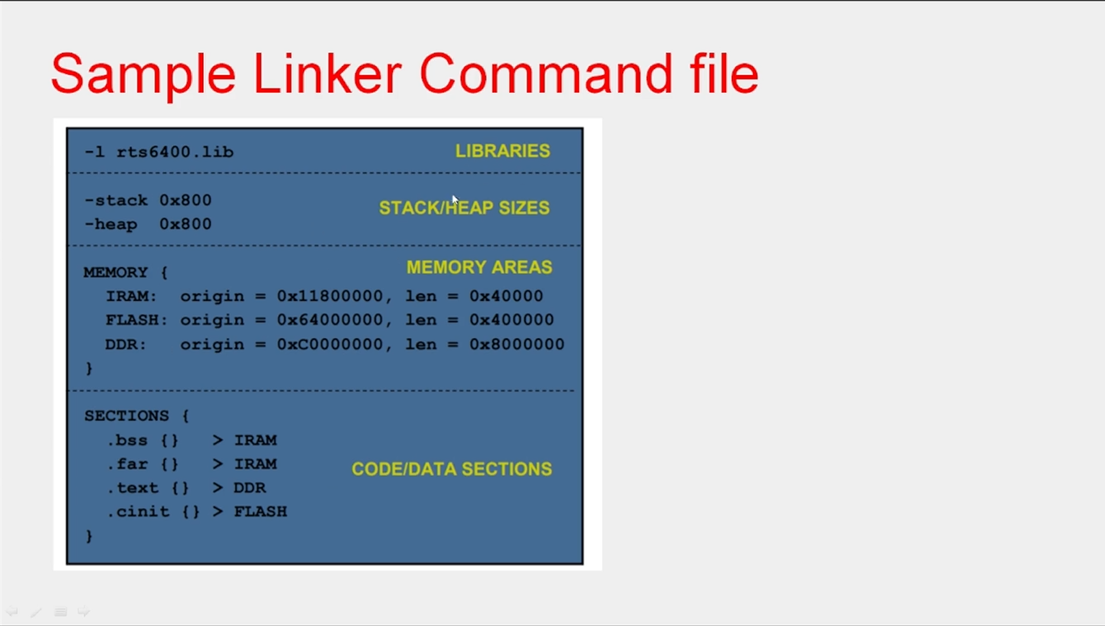 Sample Linker Command file
-l rts6400.lib LIBRARIES
-stack 0x800
STACK/HEAP SIZES
-heap 0x800
MEMORY { MEMORY AREAS
IRAM: origin = 0x11800000, len = 0x40000
FLASH: origin = 0x64000000, len = 0x400000
DDR: origin = 0xC0000000, len = 0x8000000
}
SECTIONS {
.bss {} > IRAM
.far {} > IRAM
CODE/DATA SECTIONS
.text {} > DDR
.cinit {} > FLASH
}